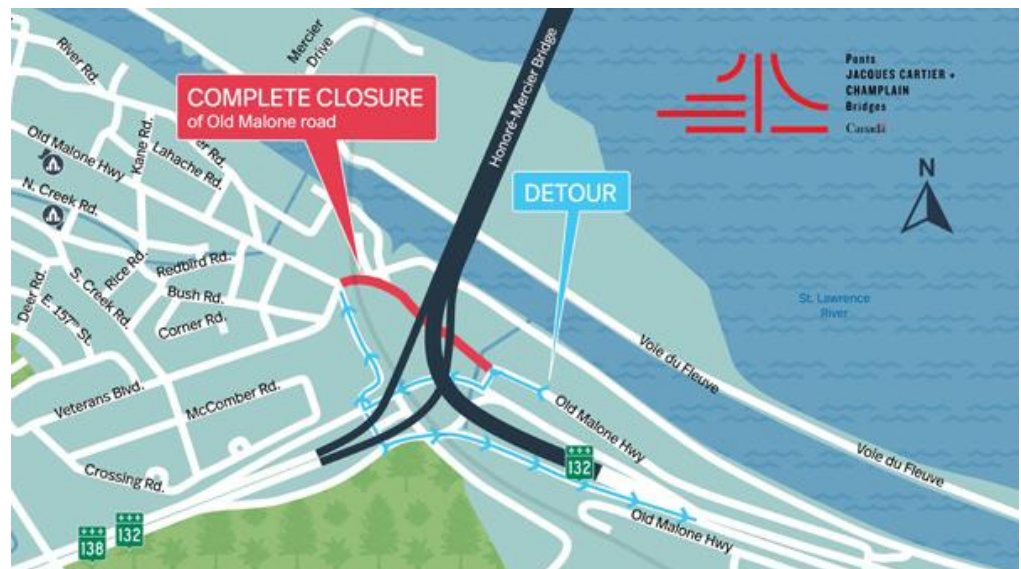 River Rd.
Mercier
Drive
COMPLETE CLOSURE
of Old Malone road
Honoré-Mercier Bridge
Ponts
JACQUES CARTIER +
CHAMPLAIN
Bridges
Canada
N
Old Malone Hwy
Kane Rd.
er Rd.
Lahache Rd.
DETOUR
N. Creek Rd.
Deer Rd.
E. 157th St.
S. Creek Rd.
Rice Rd.
Redbird Rd.
Bush Rd.
Corner Rd.
St. Lawrence
River
Voie du Fleuve
Veterans Blvd.
McComber Rd.
Old Malone Hwy
Voie du Fleuve
Crossing Rd.
132
Old Malone Hwy
138
132